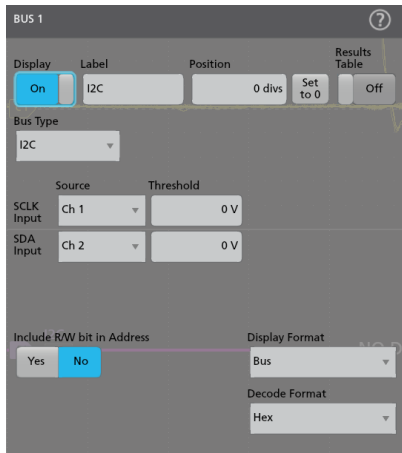 BUS 1
?
Display Label Position Results Table
On I2C 0 divs Set to 0 Off
Bus Type
I2C
Source Threshold
SCLK Input Ch 1 0 V
SDA Input Ch 2 0 V
Include R/W bit in Address Display Format
Yes No Bus
Decode Format
Hex